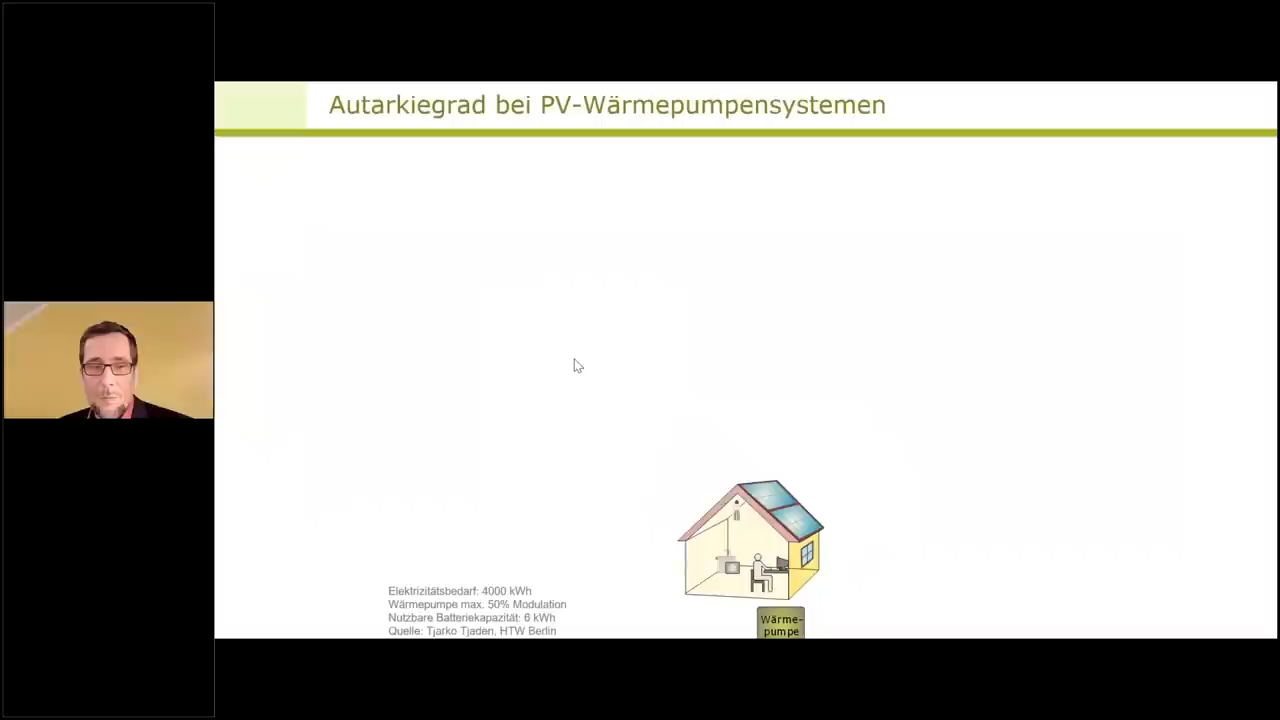 Autarkiegrad bei PV-Wärmepumpensystemen
Elektrizitätsbedarf: 4000 kWh
Wärmepumpe max. 50% Modulation
Nutzbare Batteriekapazität: 6 kWh
Quelle: Tjarko Tjaden, HTW Berlin
Wärme-
pumpe